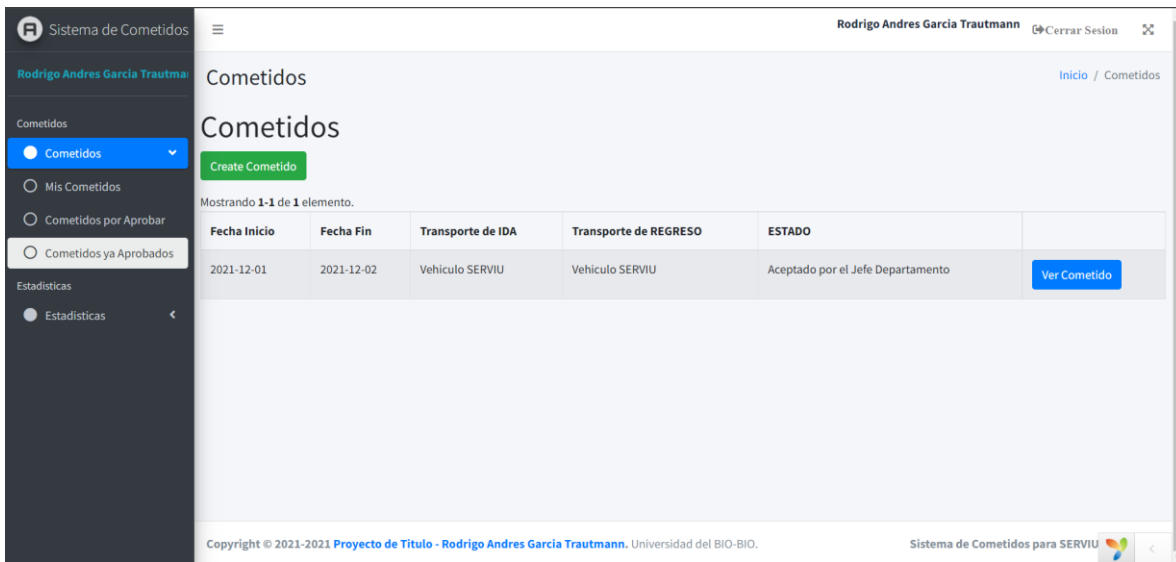 Sistema de Cometidos
Rodrigo Andres Garcia Trautmann
Cerrar Sesion
Rodrigo Andres Garcia Trautma
Cometidos
Inicio / Cometidos
Cometidos
Cometidos
Cometidos
Create Cometido
Mis Cometidos
Mostrando 1-1 de 1 elemento.
Cometidos por Aprobar
Fecha Inicio Fecha Fin Transporte de IDA Transporte de REGRESO ESTADO
Cometidos ya Aprobados
2021-12-01 2021-12-02 Vehiculo SERVIU Vehiculo SERVIU Aceptado por el Jefe Departamento Ver Cometido
Estadisticas
Estadisticas
Copyright © 2021-2021 Proyecto de Titulo - Rodrigo Andres Garcia Trautmann. Universidad del BIO-BIO.
Sistema de Cometidos para SERVIU